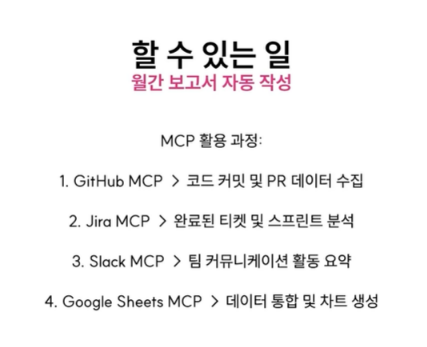 할 수 있는 일
월간 보고서 자동 작성
MCP 활용 과정:
1. GitHub MCP > 코드 커밋 및 PR 데이터 수집
2. Jira MCP > 완료된 티켓 및 스프린트 분석
3. Slack MCP > 팀 커뮤니케이션 활동 요약
4. Google Sheets MCP > 데이터 통합 및 차트 생성